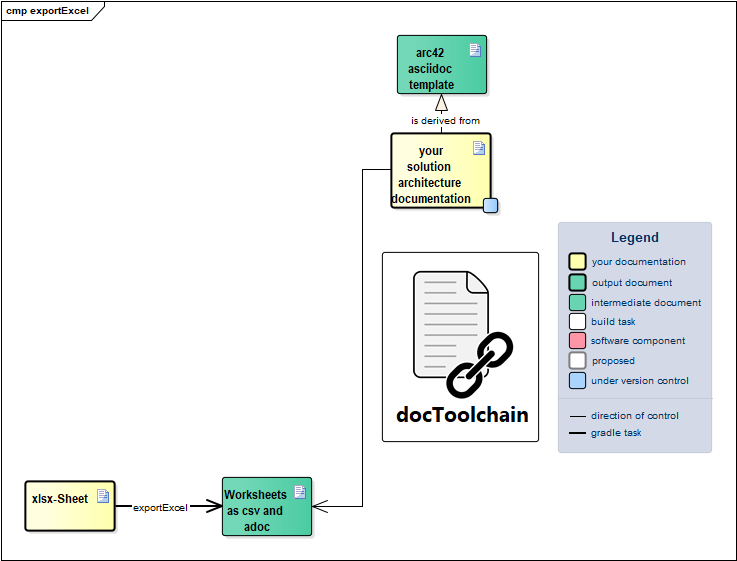 cmp exportExcel
arc42
asciidoc
template
is derived from
your
solution
architecture
documentation
Legend
your documentation
output document
intermediate document
build task
software component
proposed
under version control
direction of control
gradle task
docToolchain
xlsx-Sheet
exportExcel
Worksheets
as csv and
adoc